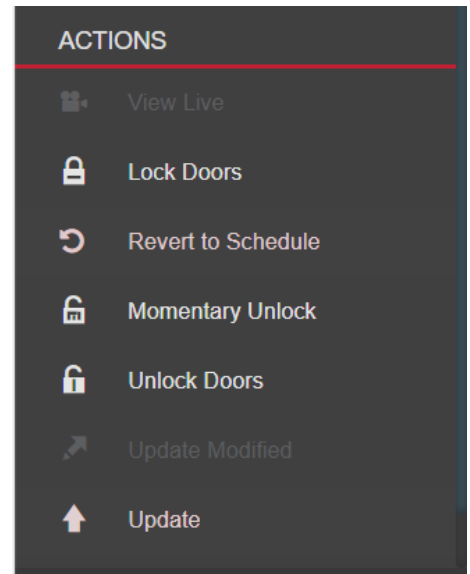 ACTIONS
View Live
Lock Doors
Revert to Schedule
Momentary Unlock
Unlock Doors
Update Modified
Update